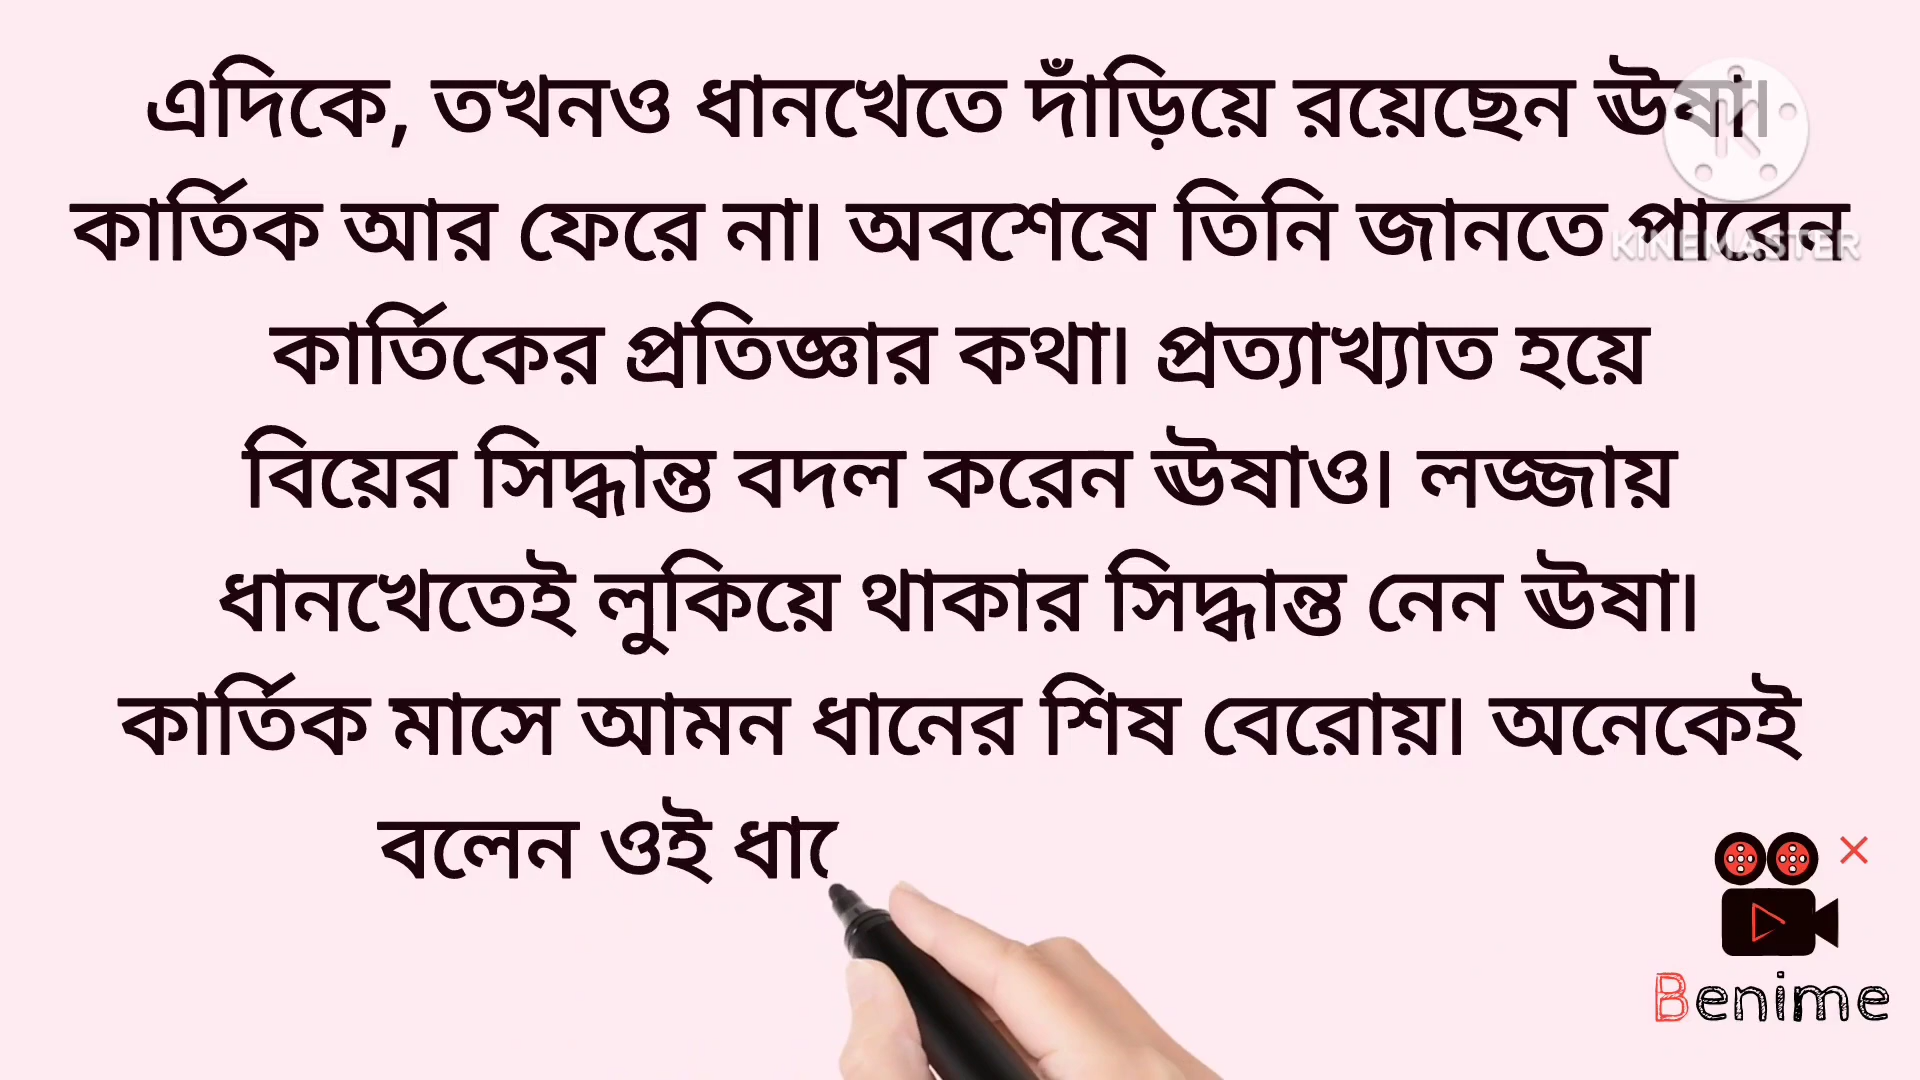 এদিকে, তখনও ধানখেতে দাঁড়িয়ে রয়েছেন ঊষা।
কার্তিক আর ফেরে না। অবশেষে তিনি জানতে পারেন
KINEMASTER
কার্তিকের প্রতিজ্ঞার কথা। প্রত্যাখ্যাত হয়ে
বিয়ের সিদ্ধান্ত বদল করেন ঊষাও। লজ্জায়
ধানখেতেই লুকিয়ে থাকার সিদ্ধান্ত নেন ঊষা।
কার্তিক মাসে আমন ধানের শিষ বেরোয়। অনেকেই
বলেন ওই
Benime